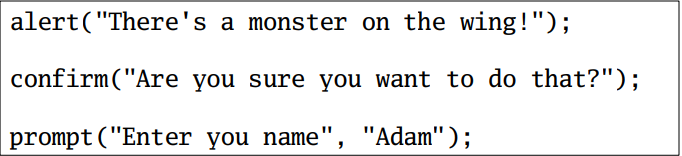 alert("There's a monster on the wing!");
confirm("Are you sure you want to do that?");
prompt("Enter you name", "Adam");